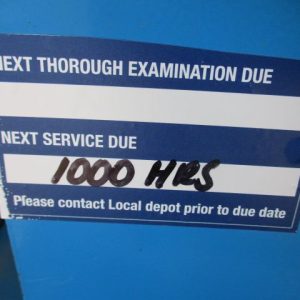 NEXT THOROUGH EXAMINATION DUE
NEXT SERVICE DUE
1000 HRS
Please contact Local depot prior to due date